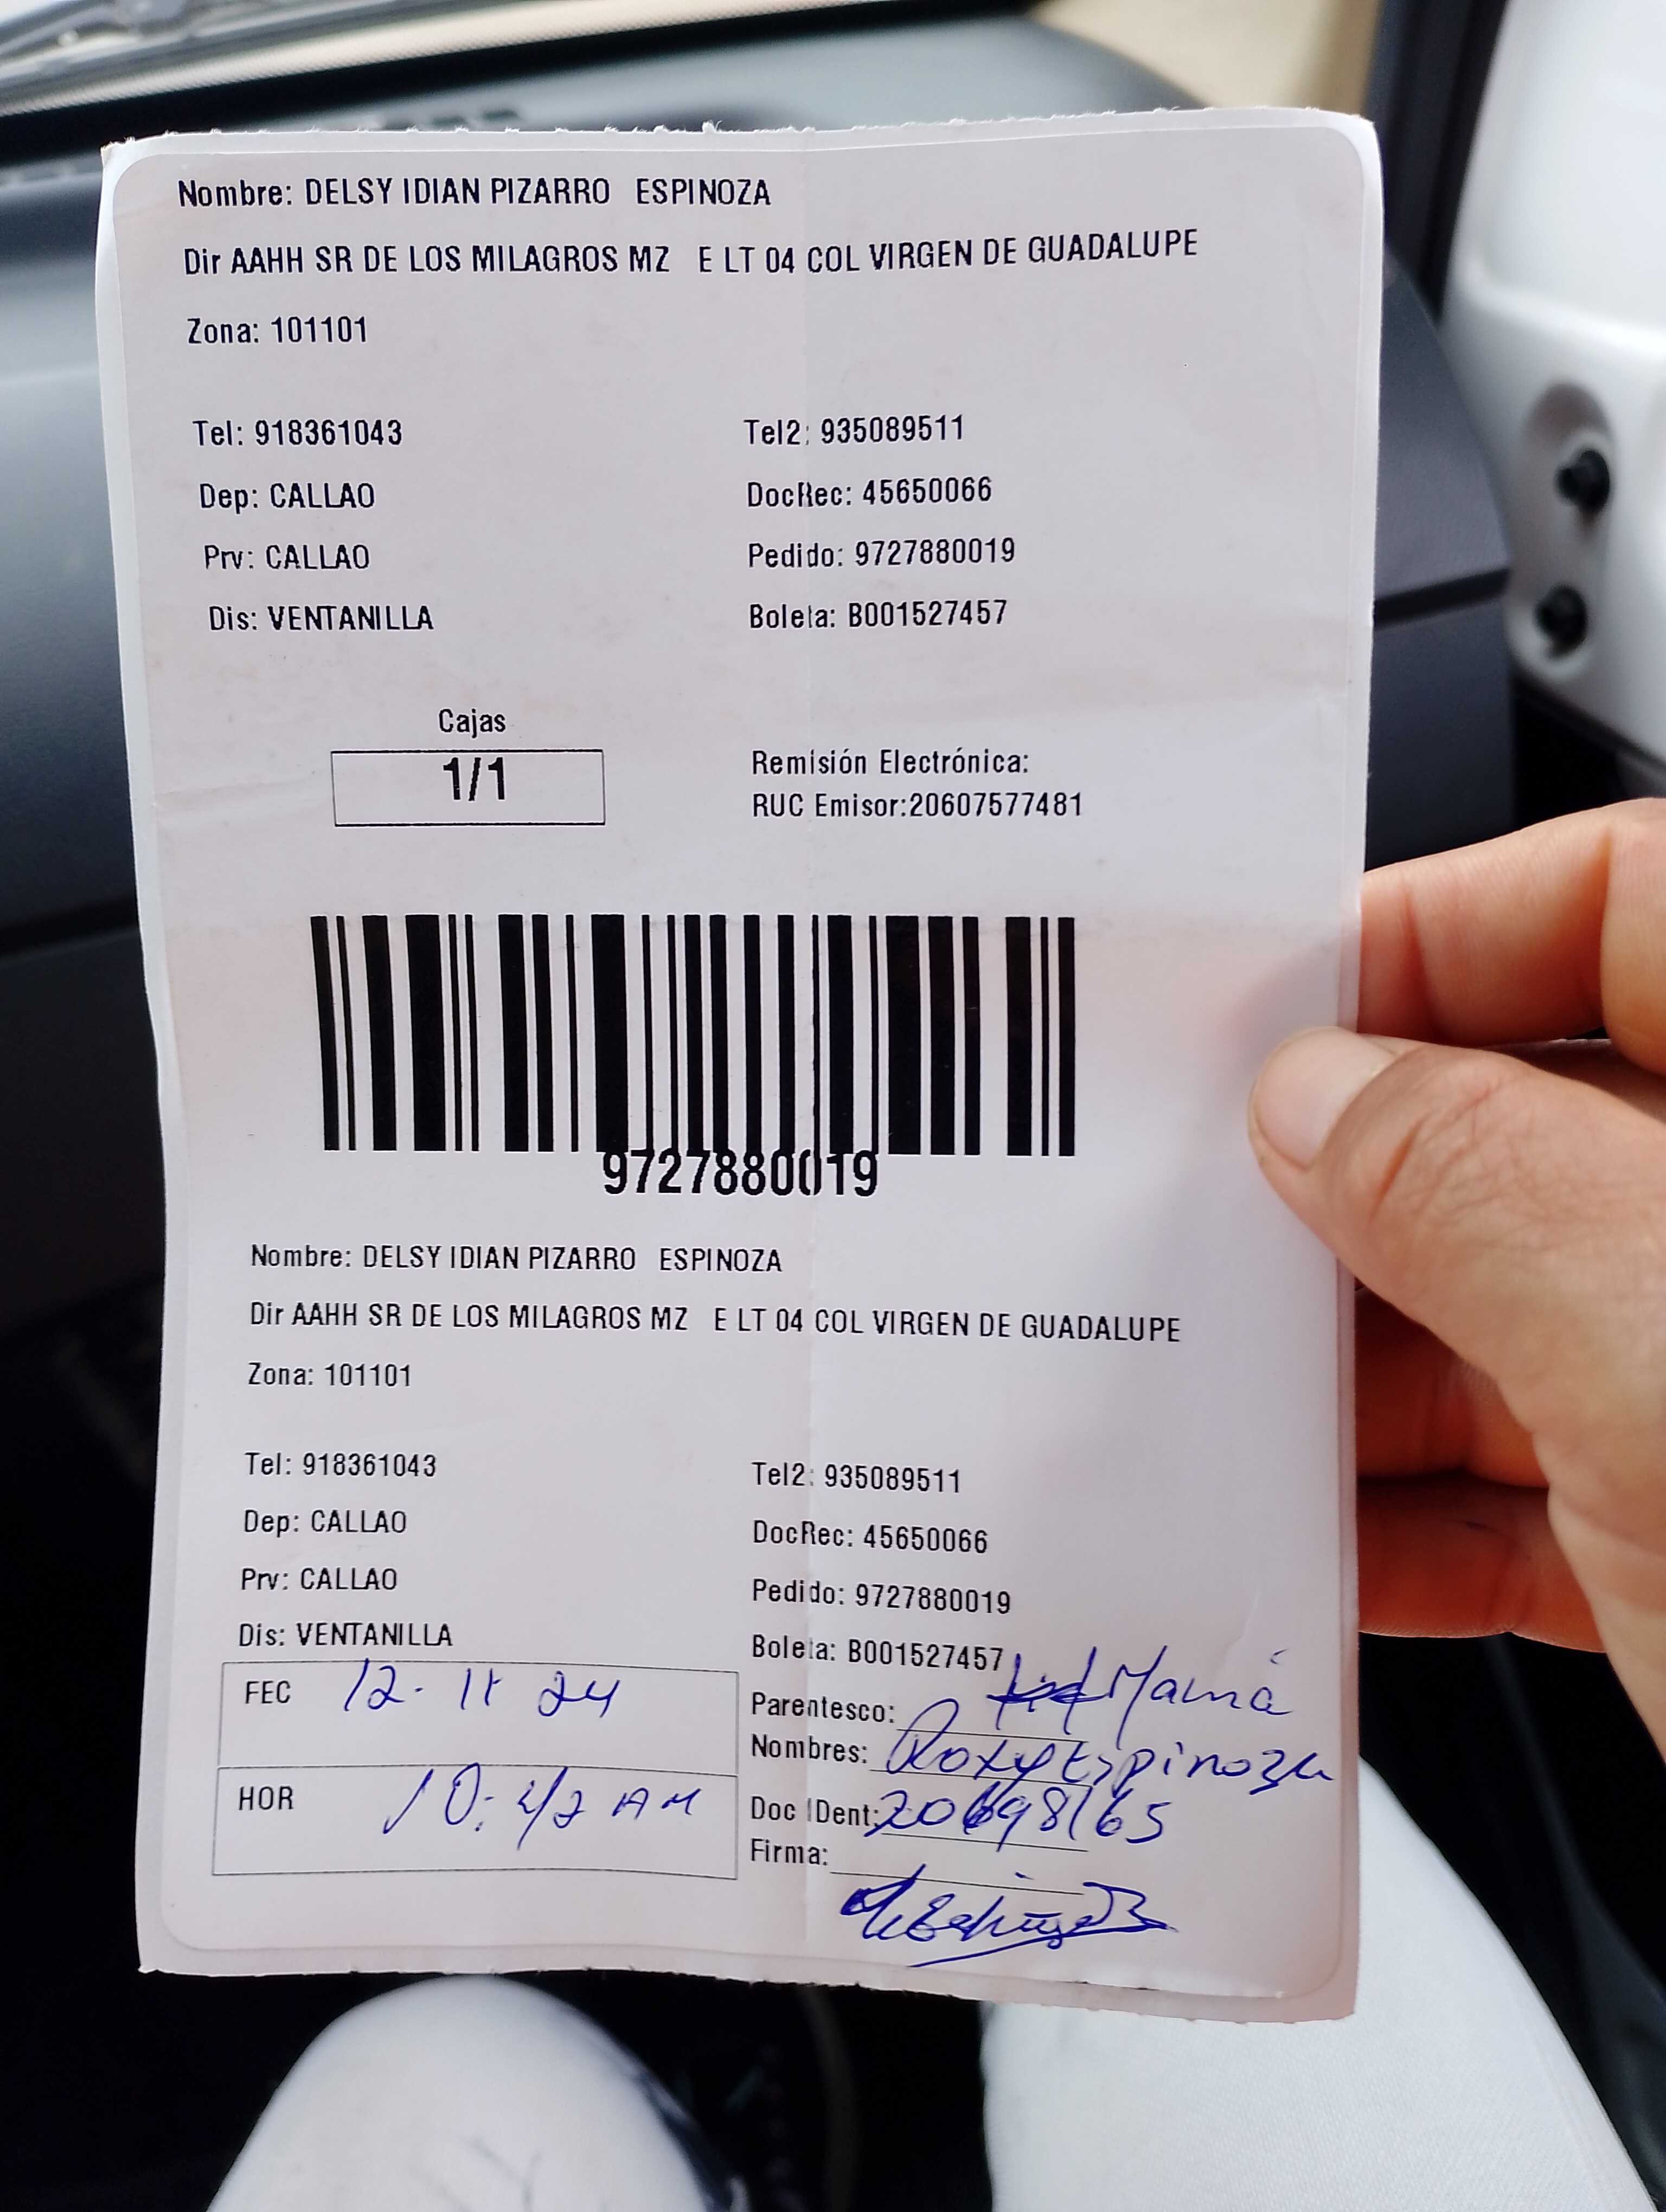 Nombre: DELSY IDIAN PIZARRO ESPINOZA
Dir AAHH SR DE LOS MILAGROS MZ E LT 04 COL VIRGEN DE GUADALUPE
Zona: 101101
Tel: 918361043 Tel2: 935089511
Dep: CALLAO DocRec: 45650066
Prv: CALLAO Pedido: 9727880019
Dis: VENTANILLA Boleta: B001527457
Cajas
1/1
Remisión Electrónica:
RUC Emisor:20607577481
9727880019
Nombre: DELSY IDIAN PIZARRO ESPINOZA
Dir AAHH SR DE LOS MILAGROS MZ E LT 04 COL VIRGEN DE GUADALUPE
Zona: 101101
Tel: 918361043 Tel2: 935089511
Dep: CALLAO DocRec: 45650066
Prv: CALLAO Pedido: 9727880019
Dis: VENTANILLA Boleta: B001527457
FEC 12-11 24
HOR 10:42 AM
Parentesco: Mamá
Nombres: Roxy Espinoza
Doc IDent:
Firma: